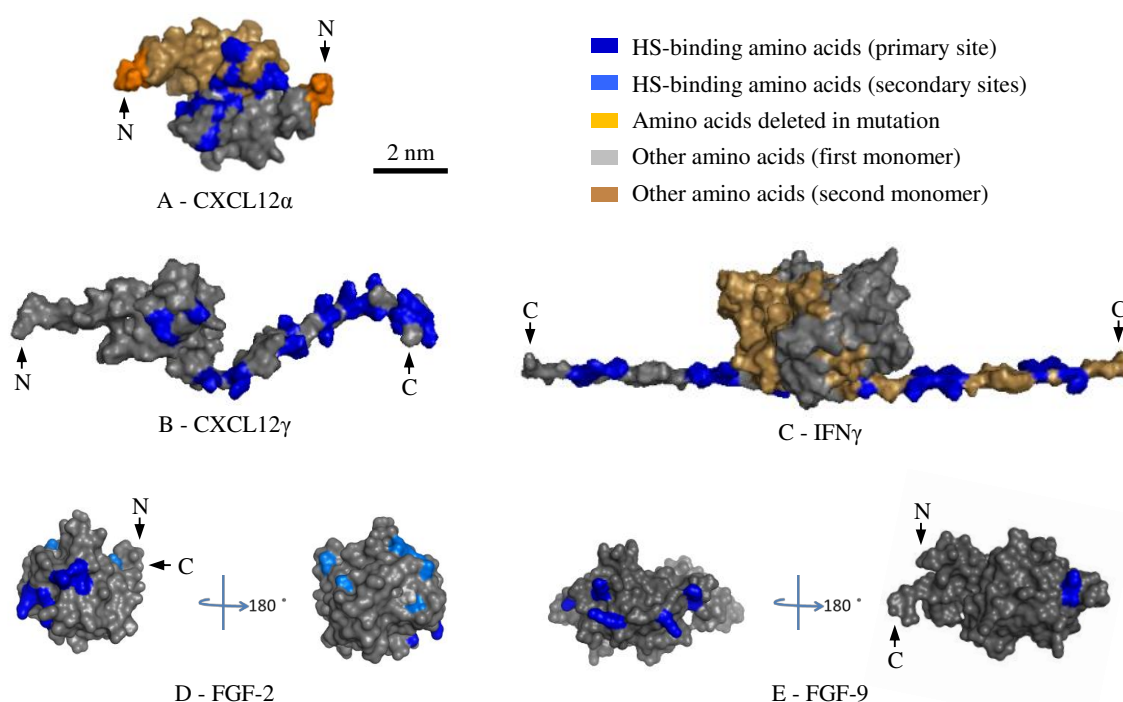 N
N
2 nm
A - CXCL12α
HS-binding amino acids (primary site)
HS-binding amino acids (secondary sites)
Amino acids deleted in mutation
Other amino acids (first monomer)
Other amino acids (second monomer)
N
C
B - CXCL12γ
C
C
C - IFNγ
N
C
180 °
D - FGF-2
N
C
180 °
E - FGF-9